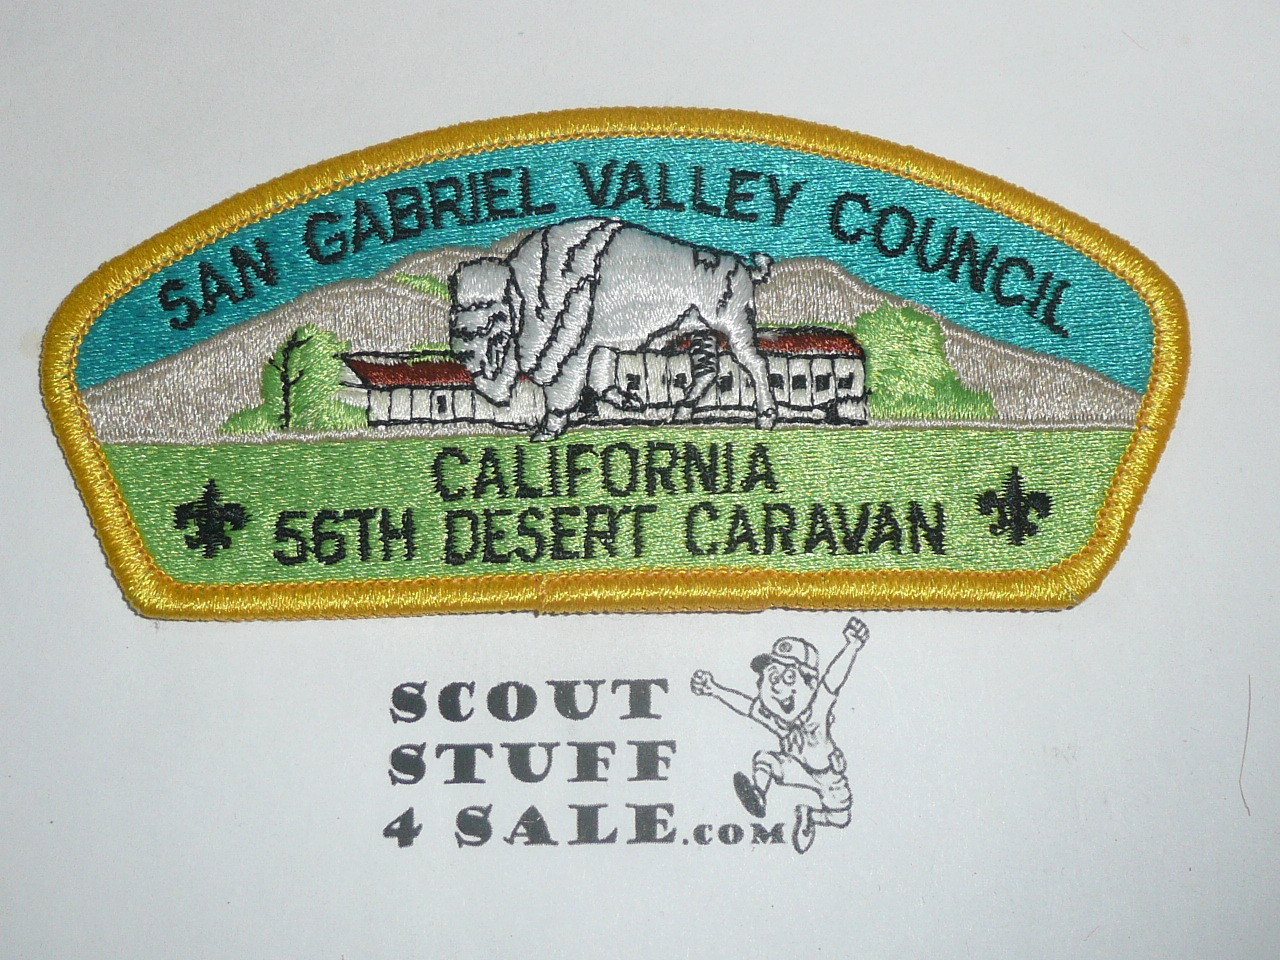 SAN GABRIEL VALLEY COUNCIL
CALIFORNIA
56TH DESERT CARAVAN
SCOUT
STUFF
4 SALE.COM